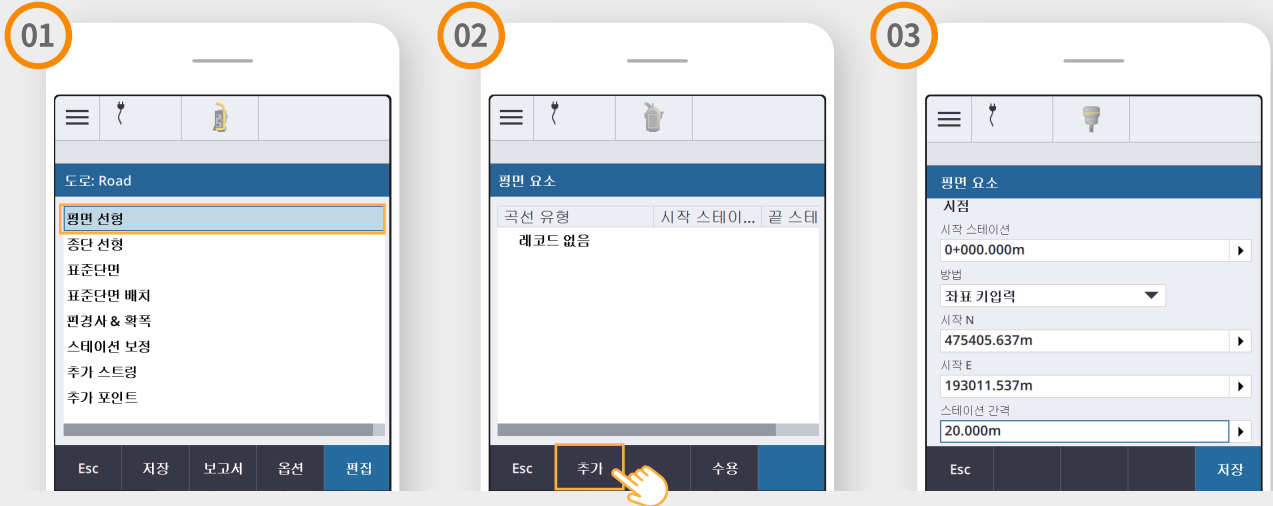 01
도로: Road
평면 선형
종단 선형
표준단면
표준단면 배치
편경사 & 확폭
스테이션 보정
추가 스트링
추가 포인트
Esc 저장 보고서 옵션 편집
02
평면 요소
곡선 유형 시작 스테이... 끝 스테
레코드 없음
Esc 추가 수용
03
평면 요소
시점
시작 스테이션
0+000.000m
방법
좌표 키입력
시작 N
475405.637m
시작 E
193011.537m
스테이션 간격
20.000m
Esc 저장